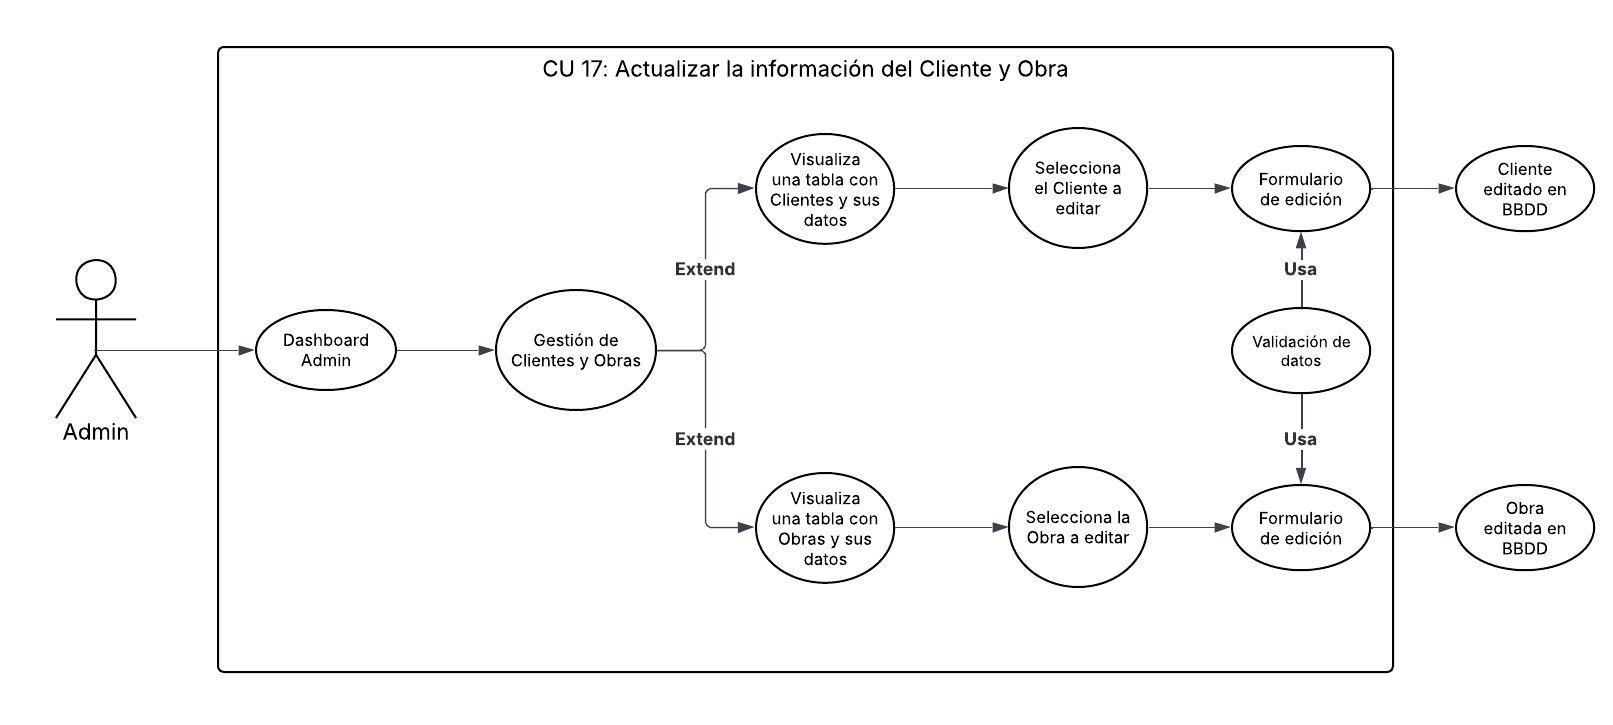 CU 17: Actualizar la información del Cliente y Obra
Visualiza
una tabla con
Clientes y sus
datos
Selecciona
el Cliente a
editar
Formulario
de edición
Cliente
editado en
BBDD
Extend
Usa
Admin
Dashboard
Admin
Gestión de
Clientes y Obras
Validación de
datos
Extend
Usa
Visualiza
una tabla con
Obras y sus
datos
Selecciona la
Obra a editar
Formulario
de edición
Obra
editada en
BBDD